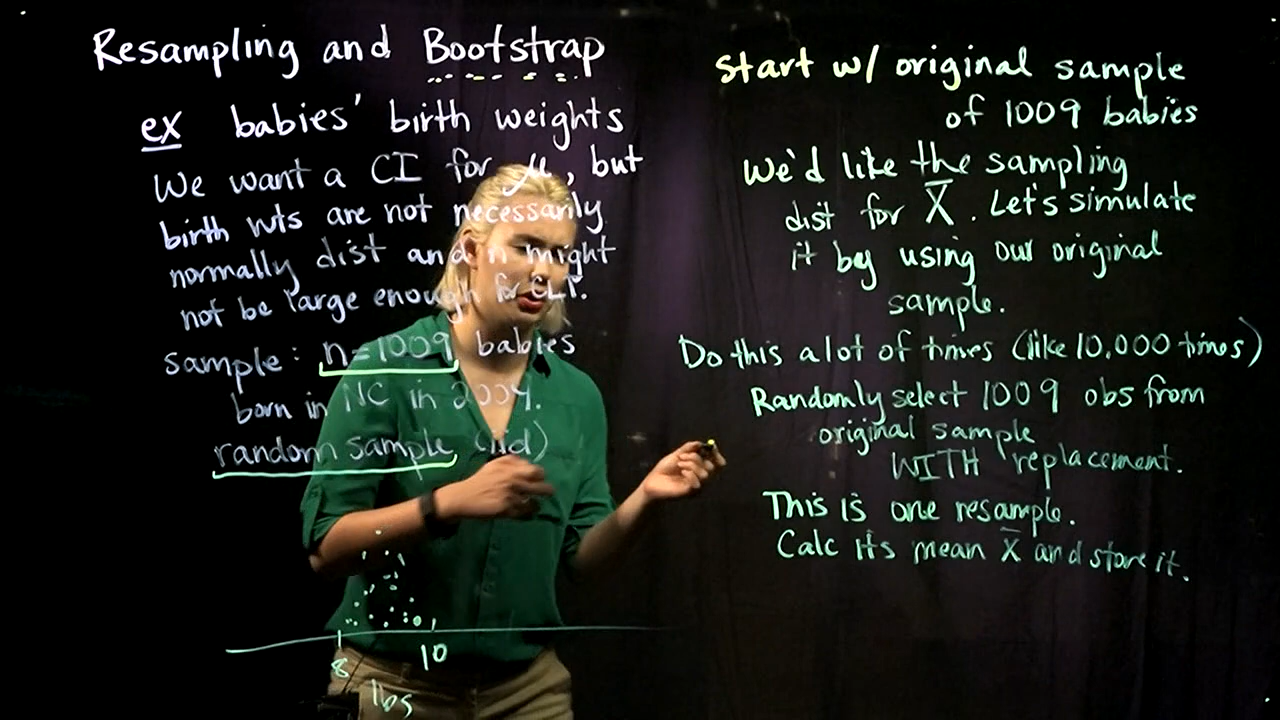 Resampling and Bootstrap
ex babies' birth weights
We want a CI for μ, but
birth wts are not necessarily
normally dist and n might
not be large enough for CLT.
sample: n=1009 babies
born in NC in 2004.
random sample (iid)
8 10
lbs
start w/ original sample
of 1009 babies
We'd like the sampling
dist for X̄. Let's simulate
it by using our original
sample.
Do this a lot of times (like 10,000 times)
Randomly select 1009 obs from
original sample
WITH replacement.
This is one resample.
Calc its mean x̄ and store it.